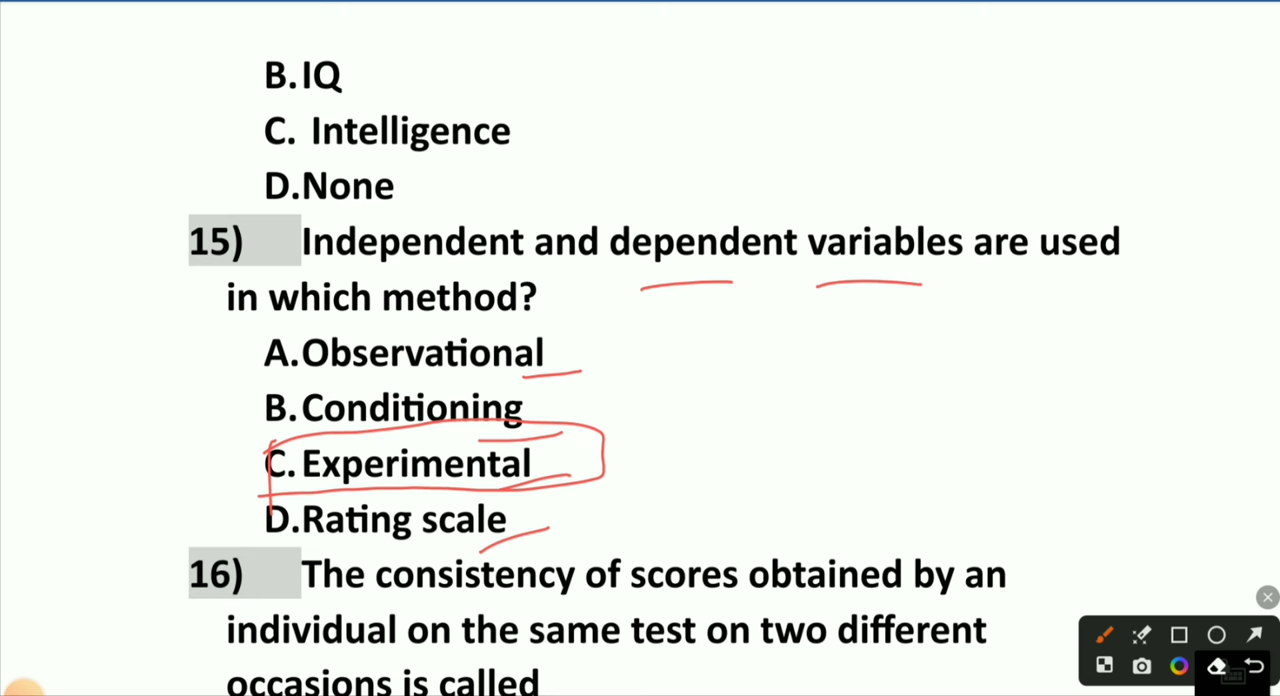 B. IQ
C. Intelligence
D. None
15) Independent and dependent variables are used
in which method?
A. Observational
B. Conditioning
C. Experimental
D. Rating scale
16) The consistency of scores obtained by an
individual on the same test on two different
occasions is called